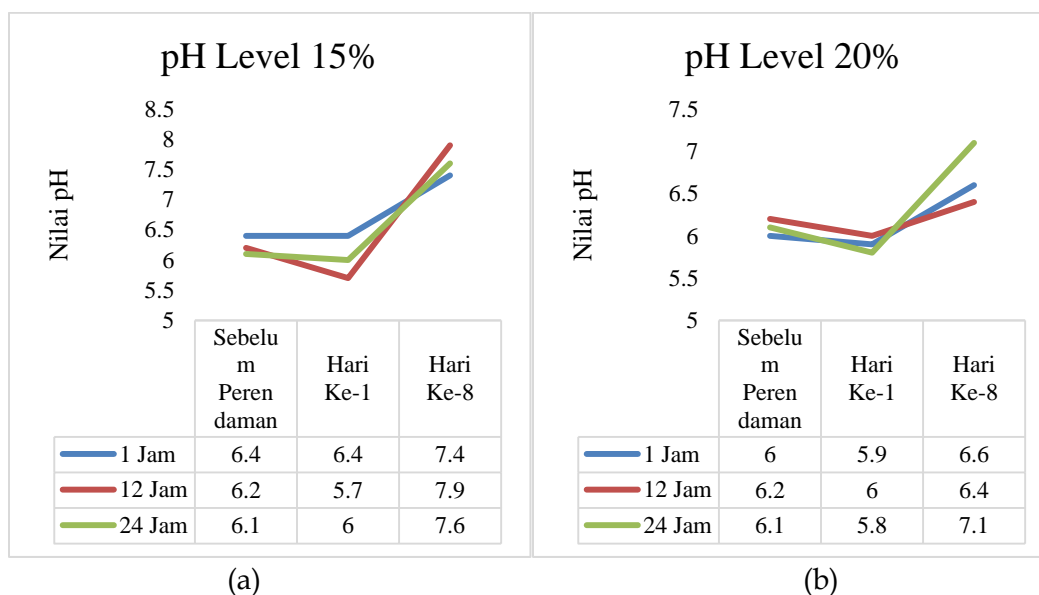 pH Level 15%
Nilai pH
8.5
8
7.5
7
6.5
6
5.5
5
Sebelu
m
Peren
daman
Hari
Ke-1
Hari
Ke-8
1 Jam 6.4 6.4 7.4
12 Jam 6.2 5.7 7.9
24 Jam 6.1 6 7.6
(a)
pH Level 20%
Nilai pH
7.5
7
6.5
6
5.5
5
Sebelu
m
Peren
daman
Hari
Ke-1
Hari
Ke-8
1 Jam 6 5.9 6.6
12 Jam 6.2 6 6.4
24 Jam 6.1 5.8 7.1
(b)